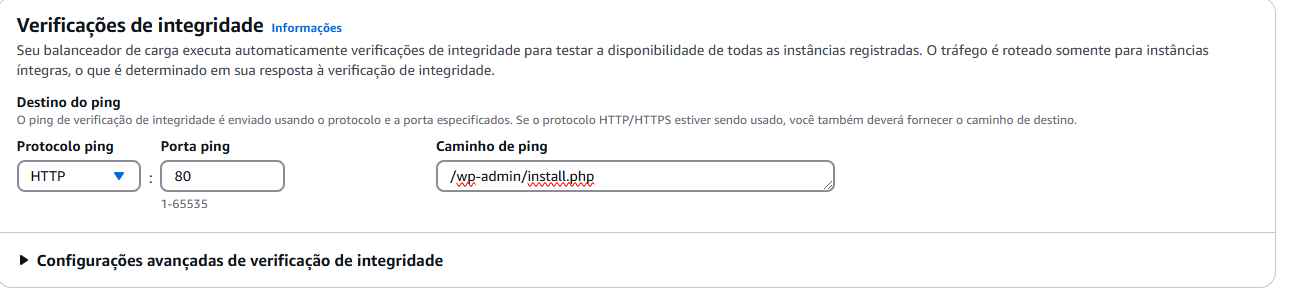 Verificações de integridade Informações
Seu balanceador de carga executa automaticamente verificações de integridade para testar a disponibilidade de todas as instâncias registradas. O tráfego é roteado somente para instâncias
íntegras, o que é determinado em sua resposta à verificação de integridade.
Destino do ping
O ping de verificação de integridade é enviado usando o protocolo e a porta especificados. Se o protocolo HTTP/HTTPS estiver sendo usado, você também deverá fornecer o caminho de destino.
Protocolo ping Porta ping Caminho de ping
HTTP : 80 /wp-admin/install.php
1-65535
Configurações avançadas de verificação de integridade